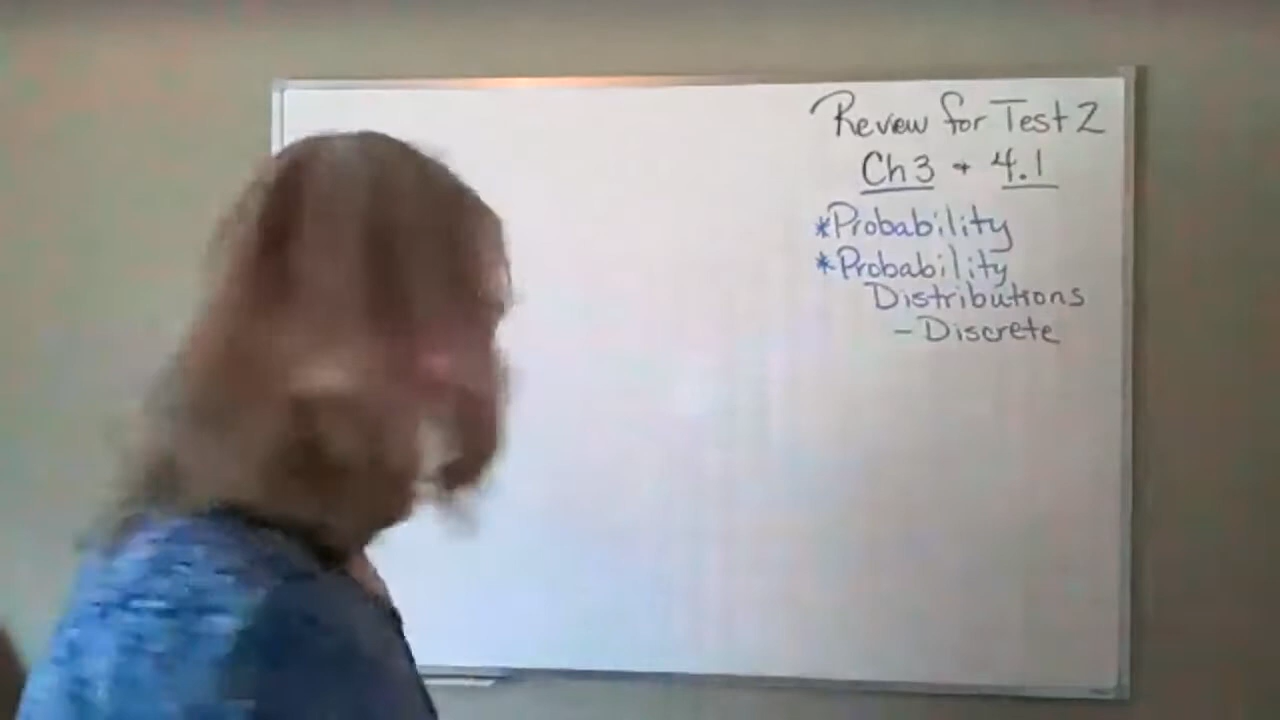 Review for Test 2
Ch 3 + 4.1
*Probability
*Probability
Distributions
- Discrete